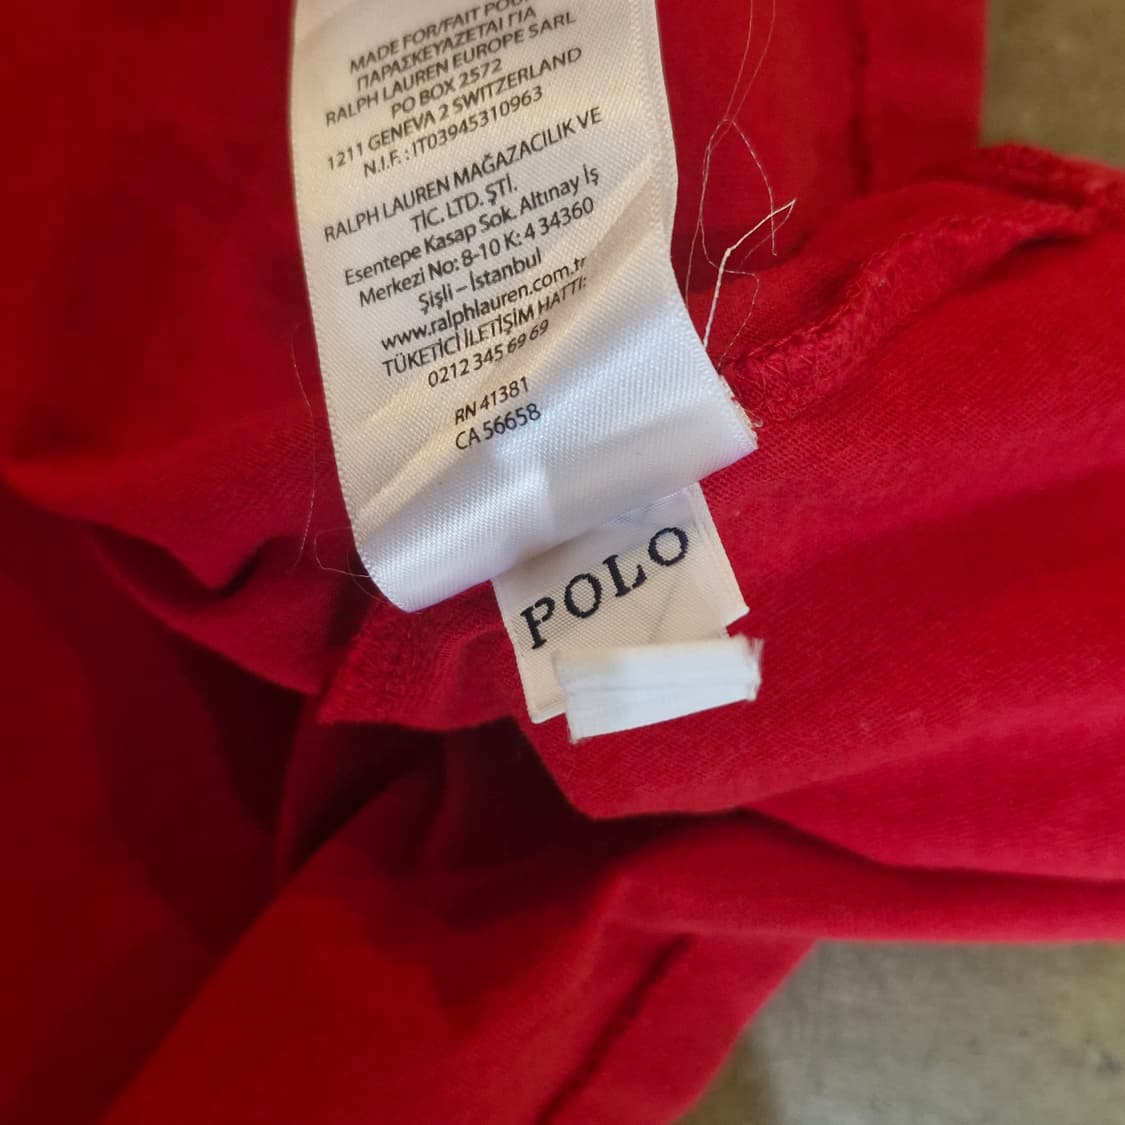 MADE FOR/FAIT POUR
ΠΑΡΑΣΚΕΥΑΖΕΤΑΙ ΓΙΑ
RALPH LAUREN EUROPE SARL
PO BOX 2572
1211 GENEVA 2 SWITZERLAND
N.I.F. : IT03945310963
RALPH LAUREN MAĞAZACILIK VE
TİC. LTD. ŞTİ.
Esentepe Kasap Sok. Altınay İş
Merkezi No: 8-10 K: 4 34360
Şişli – İstanbul
www.ralphlauren.com.tr
TÜKETİCİ İLETİŞİM HATTI:
0212 345 69 69
RN 41381
CA 56658
POLO